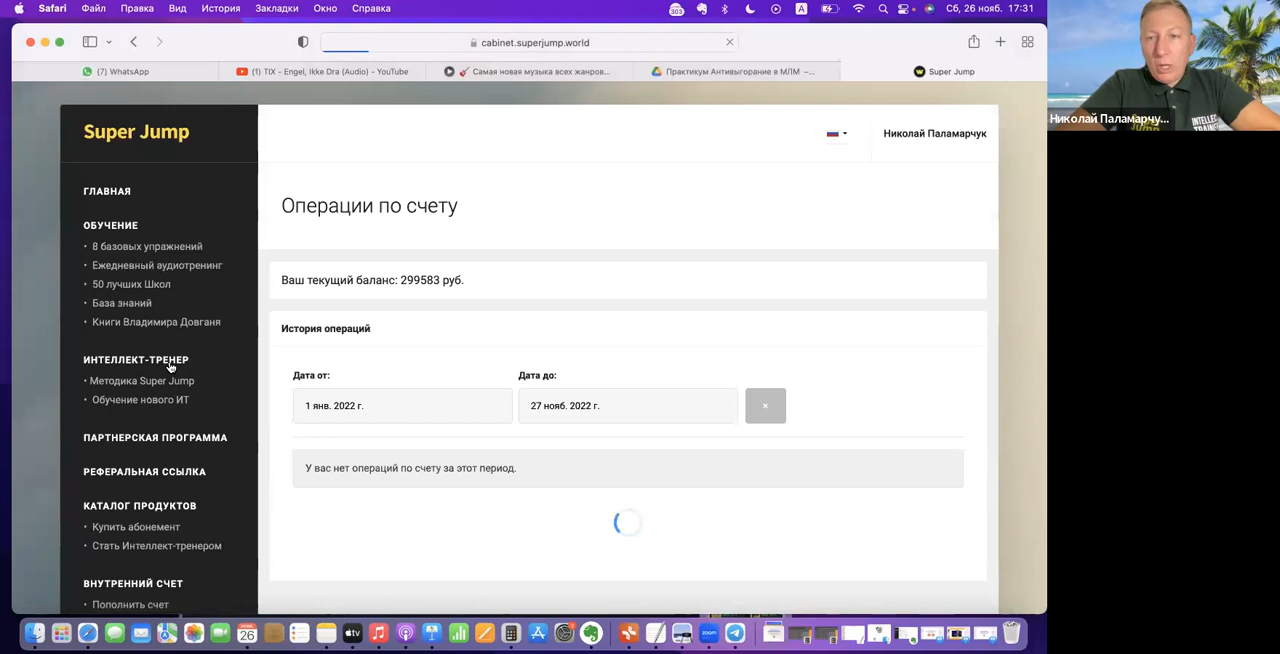 Safari Файл Правка Вид История Закладки Окно Справка
303 A Сб, 26 нояб. 17:31
cabinet.superjump.world
(7) WhatsApp
(1) TIX - Engel, Ikke Dra (Audio) - YouTube
Самая новая музыка всех жанров...
Практикум Антивыгорание в МЛМ –...
Super Jump
Николай Паламарчу...
Super Jump
Николай Паламарчук
ГЛАВНАЯ
ОБУЧЕНИЕ
• 8 базовых упражнений
• Ежедневный аудиотренинг
• 50 лучших Школ
• База знаний
• Книги Владимира Довганя
ИНТЕЛЛЕКТ-ТРЕНЕР
• Методика Super Jump
• Обучение нового ИТ
ПАРТНЕРСКАЯ ПРОГРАММА
РЕФЕРАЛЬНАЯ ССЫЛКА
КАТАЛОГ ПРОДУКТОВ
• Купить абонемент
• Стать Интеллект-тренером
ВНУТРЕННИЙ СЧЕТ
• Пополнить счет
Операции по счету
Ваш текущий баланс: 299583 руб.
История операций
Дата от: Дата до:
1 янв. 2022 г. 27 нояб. 2022 г. ×
У вас нет операций по счету за этот период.
26
tv
zoom